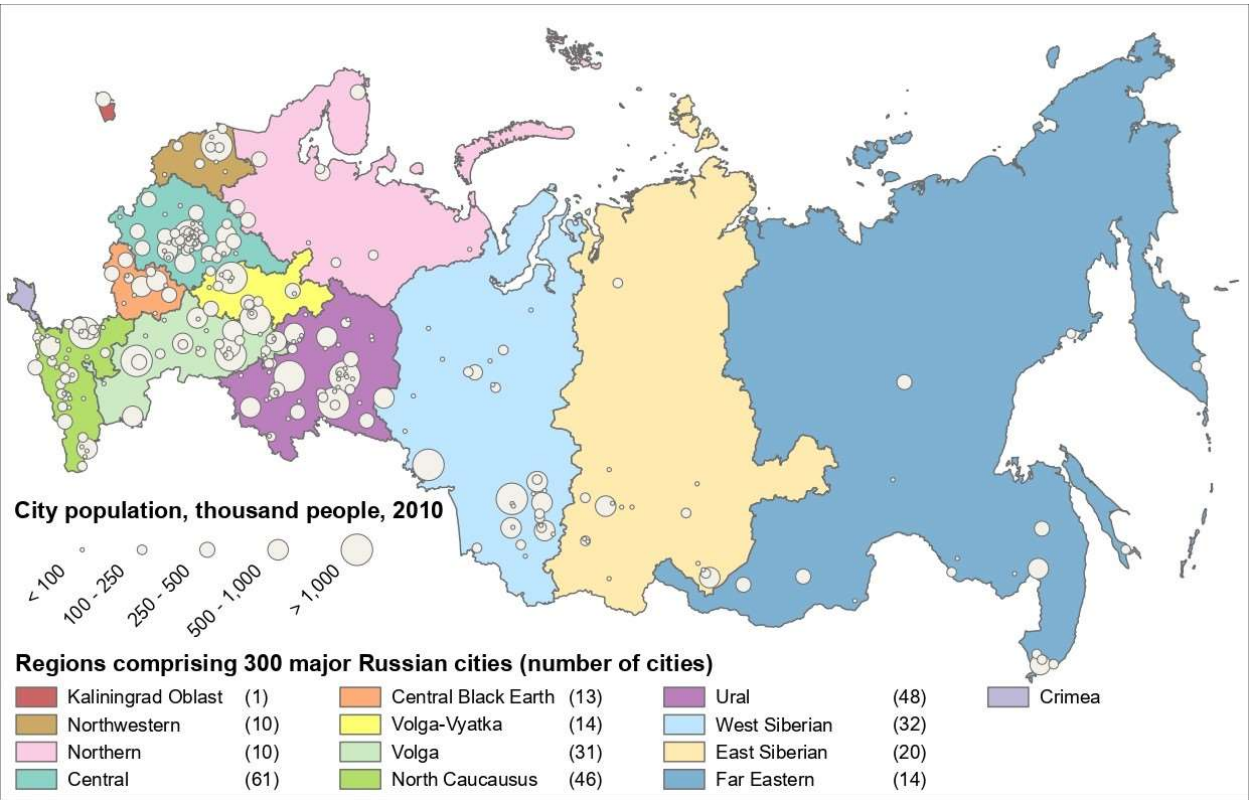 City population, thousand people, 2010
< 100
100 - 250
250 - 500
500 - 1,000
> 1,000
Regions comprising 300 major Russian cities (number of cities)
Kaliningrad Oblast (1)
Northwestern (10)
Northern (10)
Central (61)
Central Black Earth (13)
Volga-Vyatka (14)
Volga (31)
North Caucausus (46)
Ural (48)
West Siberian (32)
East Siberian (20)
Far Eastern (14)
Crimea